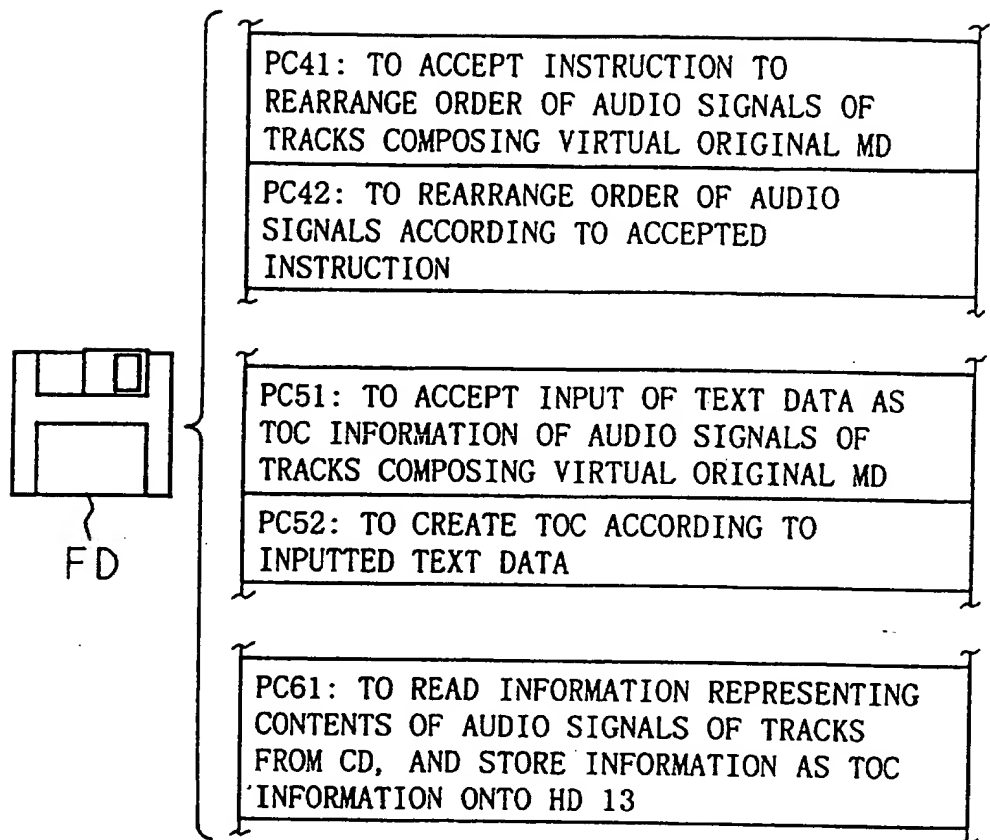 PC41: TO ACCEPT INSTRUCTION TO
REARRANGE ORDER OF AUDIO SIGNALS OF
TRACKS COMPOSING VIRTUAL ORIGINAL MD
PC42: TO REARRANGE ORDER OF AUDIO
SIGNALS ACCORDING TO ACCEPTED
INSTRUCTION
PC51: TO ACCEPT INPUT OF TEXT DATA AS
TOC INFORMATION OF AUDIO SIGNALS OF
TRACKS COMPOSING VIRTUAL ORIGINAL MD
PC52: TO CREATE TOC ACCORDING TO
INPUTTED TEXT DATA
FD
PC61: TO READ INFORMATION REPRESENTING
CONTENTS OF AUDIO SIGNALS OF TRACKS
FROM CD, AND STORE INFORMATION AS TOC
INFORMATION ONTO HD 13